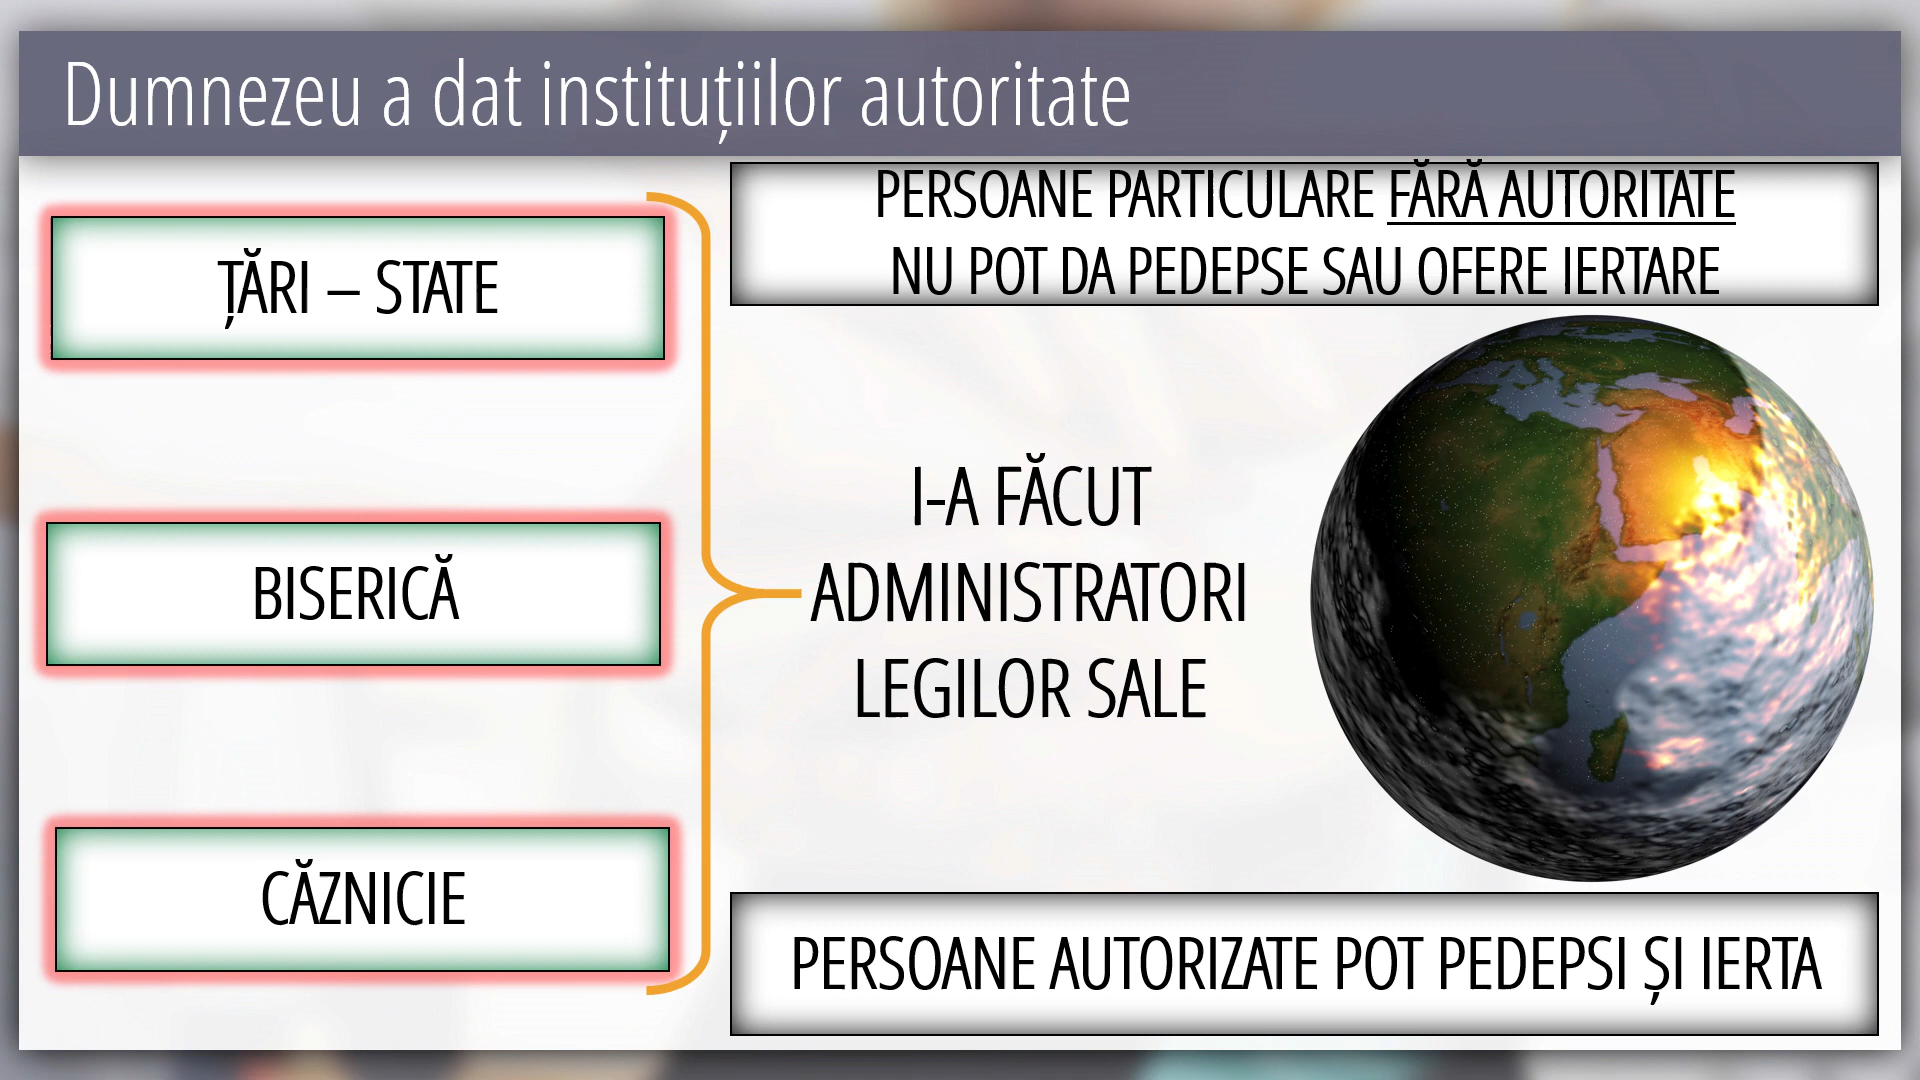 Dumnezeu a dat instituțiilor autoritate
PERSOANE PARTICULARE FĂRĂ AUTORITATE
NU POT DA PEDEPSE SAU OFERE IERTARE
ȚĂRI – STATE
BISERICĂ
CĂZNICIE
I-A FĂCUT
ADMINISTRATORI
LEGILOR SALE
PERSOANE AUTORIZATE POT PEDEPSI ȘI IERTA